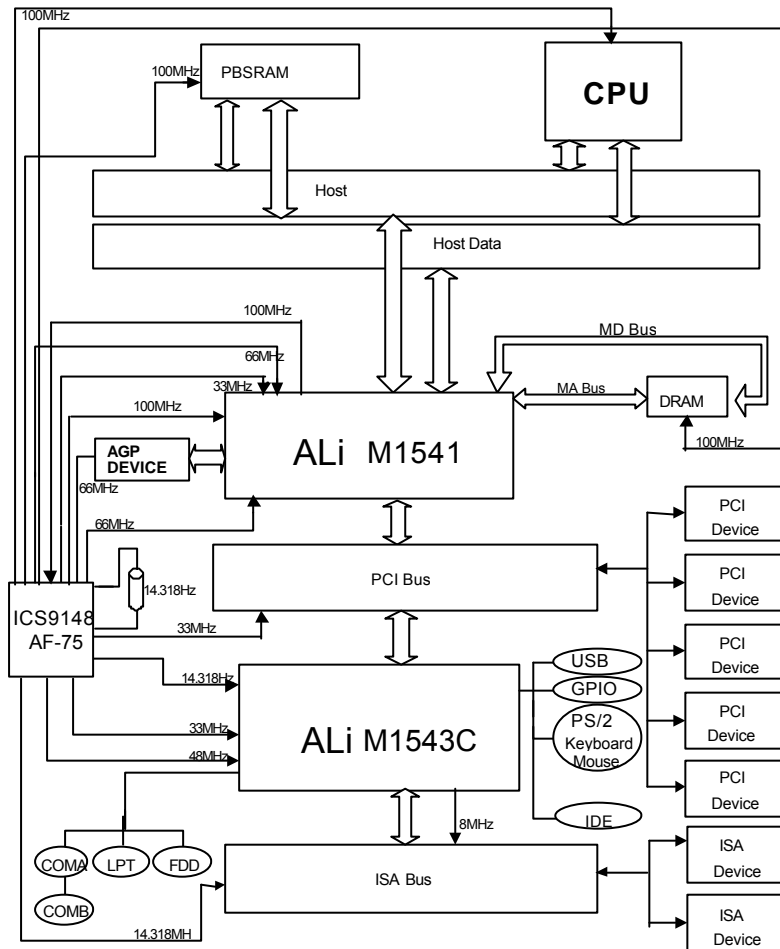 100MHz
100MHz
PBSRAM
CPU
Host
Host Data
100MHz
66MHz
33MHz
100MHz
MD Bus
MA Bus
DRAM
100MHz
AGP
DEVICE
ALi M1541
66MHz
66MHz
PCI
Device
PCI Bus
PCI
Device
14.318Hz
ICS9148
AF-75
33MHz
PCI
Device
14.318Hz
USB
GPIO
PS/2
Keyboard
Mouse
PCI
Device
33MHz
ALi M1543C
48MHz
PCI
Device
8MHz
IDE
COMA
LPT
FDD
ISA
Device
ISA Bus
COMB
14.318MH
ISA
Device